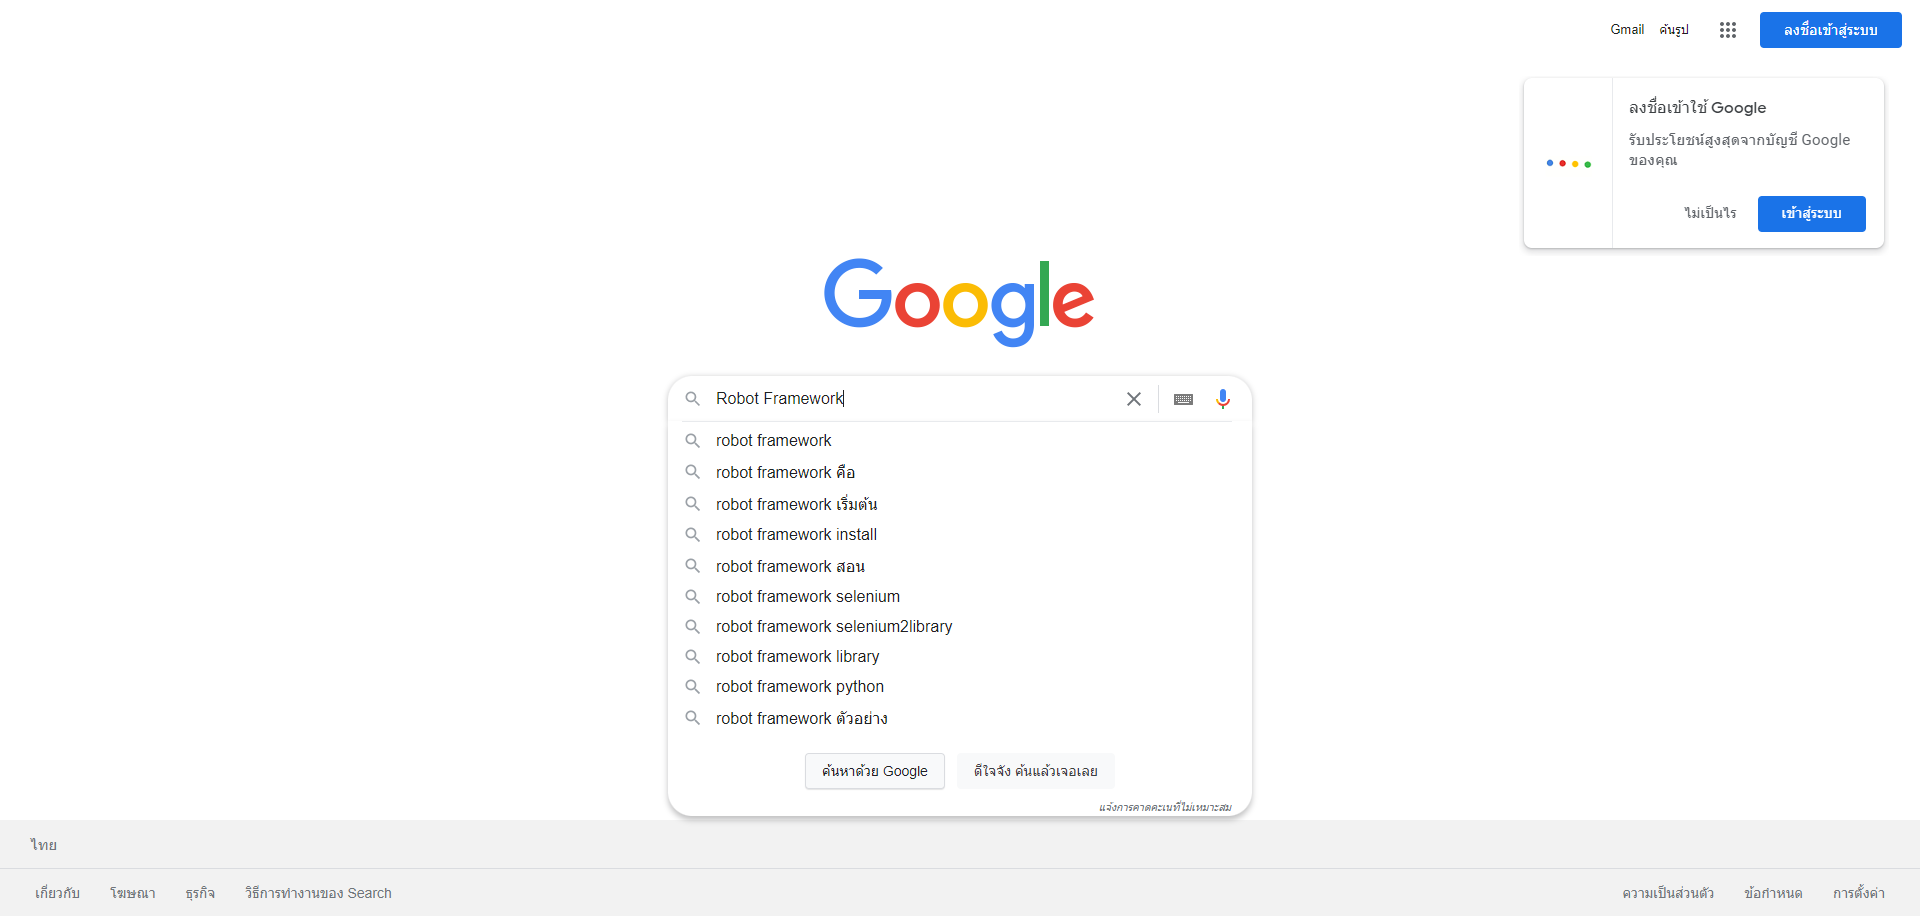 Gmail ค้นรูป ลงชื่อเข้าสู่ระบบ
ลงชื่อเข้าใช้ Google
รับประโยชน์สูงสุดจากบัญชี Google
ของคุณ
ไม่เป็นไร เข้าสู่ระบบ
Google
Robot Framework
robot framework
robot framework คือ
robot framework เริ่มต้น
robot framework install
robot framework สอน
robot framework selenium
robot framework selenium2library
robot framework library
robot framework python
robot framework ตัวอย่าง
ค้นหาด้วย Google ดีใจจัง ค้นแล้วเจอเลย
แจ้งการคาดคะเนที่ไม่เหมาะสม
ไทย
เกี่ยวกับ โฆษณา ธุรกิจ วิธีการทำงานของ Search ความเป็นส่วนตัว ข้อกำหนด การตั้งค่า